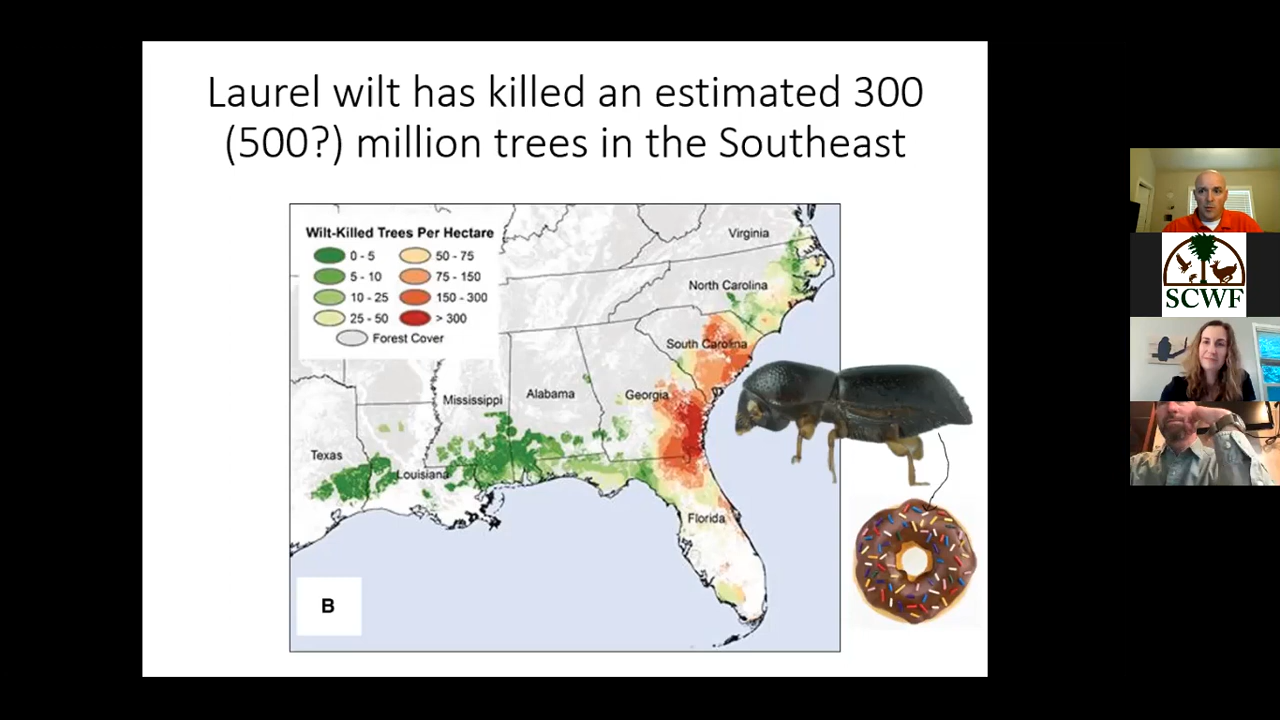 Laurel wilt has killed an estimated 300
(500?) million trees in the Southeast
Wilt-Killed Trees Per Hectare
0 - 5
50 - 75
5 - 10
75 - 150
10 - 25
150 - 300
25 - 50
> 300
Forest Cover
Virginia
North Carolina
South Carolina
Georgia
Alabama
Mississippi
Texas
Louisiana
Florida
B
SCWF